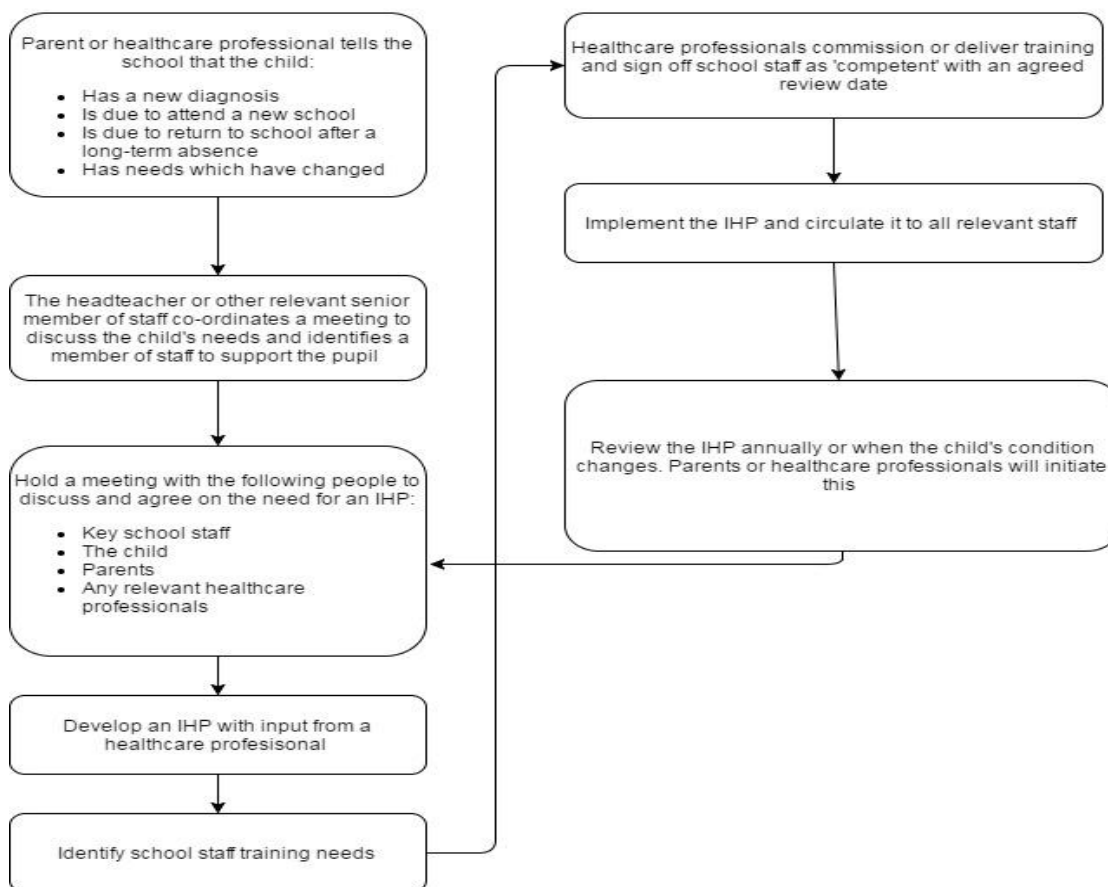 Parent or healthcare professional tells the
school that the child:
• Has a new diagnosis
• Is due to attend a new school
• Is due to return to school after a
long-term absence
• Has needs which have changed
The headteacher or other relevant senior
member of staff co-ordinates a meeting to
discuss the child's needs and identifies a
member of staff to support the pupil
Hold a meeting with the following people to
discuss and agree on the need for an IHP:
• Key school staff
• The child
• Parents
• Any relevant healthcare
professionals
Develop an IHP with input from a
healthcare profesisonal
Identify school staff training needs
Healthcare professionals commission or deliver training
and sign off school staff as 'competent' with an agreed
review date
Implement the IHP and circulate it to all relevant staff
Review the IHP annually or when the child's condition
changes. Parents or healthcare professionals will initiate
this